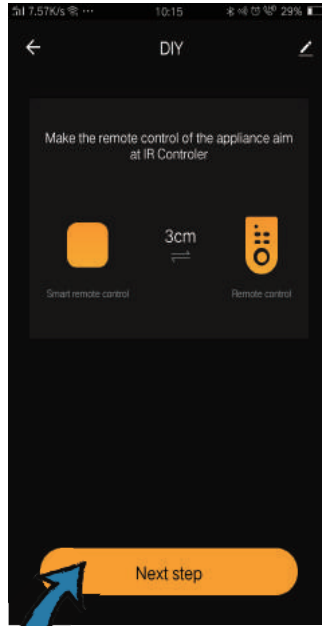 7.57K/s ··· 10:15 29%
DIY
Make the remote control of the appliance aim
at IR Controler
3cm
Smart remote control Remote control
Next step